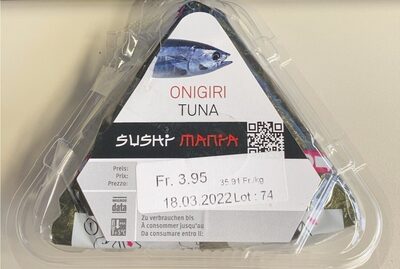 ONIGIRI
TUNA
SUSHI MANIA
Preis:
Prix:
Prezzo:
Fr. 3.95 35.91 Fr./kg
18.03.2022 Lot : 74
data
Zu verbrauchen bis.
À consommer jusqu'au
Da consumare entro il: